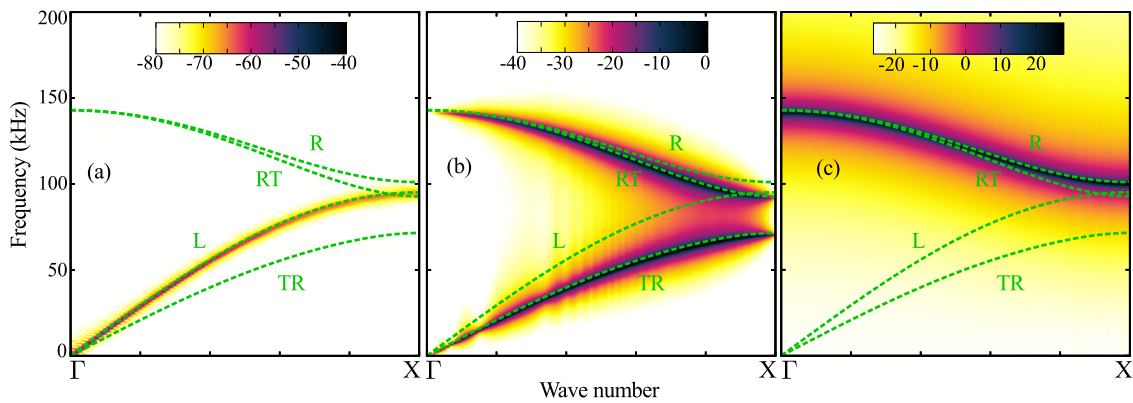 200
150
100
50
0
Frequency (kHz)
-80 -70 -60 -50 -40
(a)
R
RT
L
TR
Γ X
-40 -30 -20 -10 0
(b)
R
RT
L
TR
Γ X
Wave number
-20 -10 0 10 20
(c)
R
RT
L
TR
Γ X